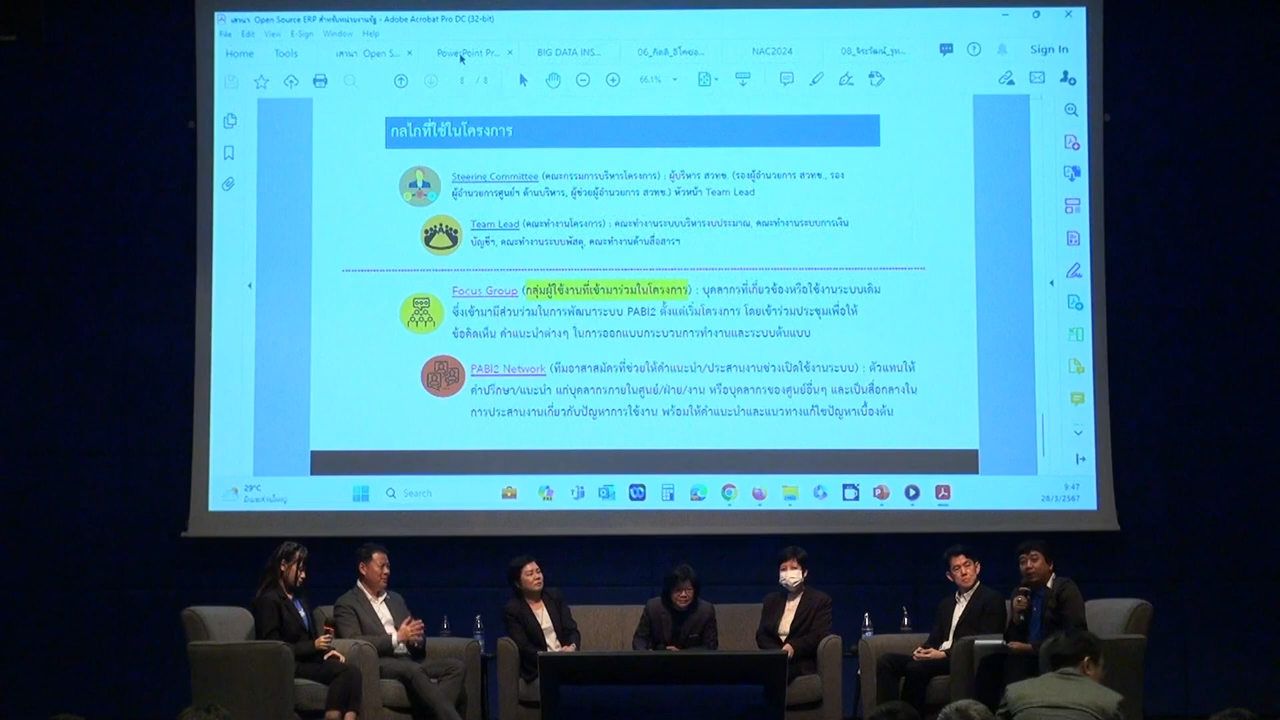 เสวนา Open Source ERP สำหรับหน่วยงานรัฐ - Adobe Acrobat Pro DC (32-bit)
File Edit View E-Sign Window Help
Home Tools เสวนา Open S... × PowerPoint Pr... × BIG DATA INS... NAC2024 Sign In
66.1%
กลไกที่ใช้ในโครงการ
Steering Committee (คณะกรรมการบริหารโครงการ) : ผู้บริหาร สวทช. (รองผู้อำนวยการ สวทช., รอง
ผู้อำนวยการศูนย์ฯ ด้านบริหาร, ผู้ช่วยผู้อำนวยการ สวทช.) หัวหน้า Team Lead
Team Lead (คณะทำงานโครงการ) : คณะทำงานระบบบริหารงบประมาณ, คณะทำงานระบบการเงิน
บัญชีฯ, คณะทำงานระบบพัสดุ, คณะทำงานด้านสื่อสารฯ
Focus Group (กลุ่มผู้ใช้งานที่เข้ามาร่วมในโครงการ) : บุคลากรที่เกี่ยวข้องหรือใช้งานระบบเดิม
ซึ่งเข้ามามีส่วนร่วมในการพัฒนาระบบ PABI2 ตั้งแต่เริ่มโครงการ โดยเข้าร่วมประชุมเพื่อให้
ข้อคิดเห็น คำแนะนำต่างๆ ในการออกแบบกระบวนการทำงานและระบบต้นแบบ
PABI2 Network (ทีมอาสาสมัครที่ช่วยให้คำแนะนำ/ประสานงานช่วงเปิดใช้งานระบบ) : ตัวแทนให้
คำปรึกษา/แนะนำ แก่บุคลากรภายในศูนย์/ฝ่าย/งาน หรือบุคลากรของศูนย์อื่นๆ และเป็นสื่อกลางใน
การประสานงานเกี่ยวกับปัญหาการใช้งาน พร้อมให้คำแนะนำและแนวทางแก้ไขปัญหาเบื้องต้น
29°C
มีแดดส่วนใหญ่
Search
9:47
28/3/2567